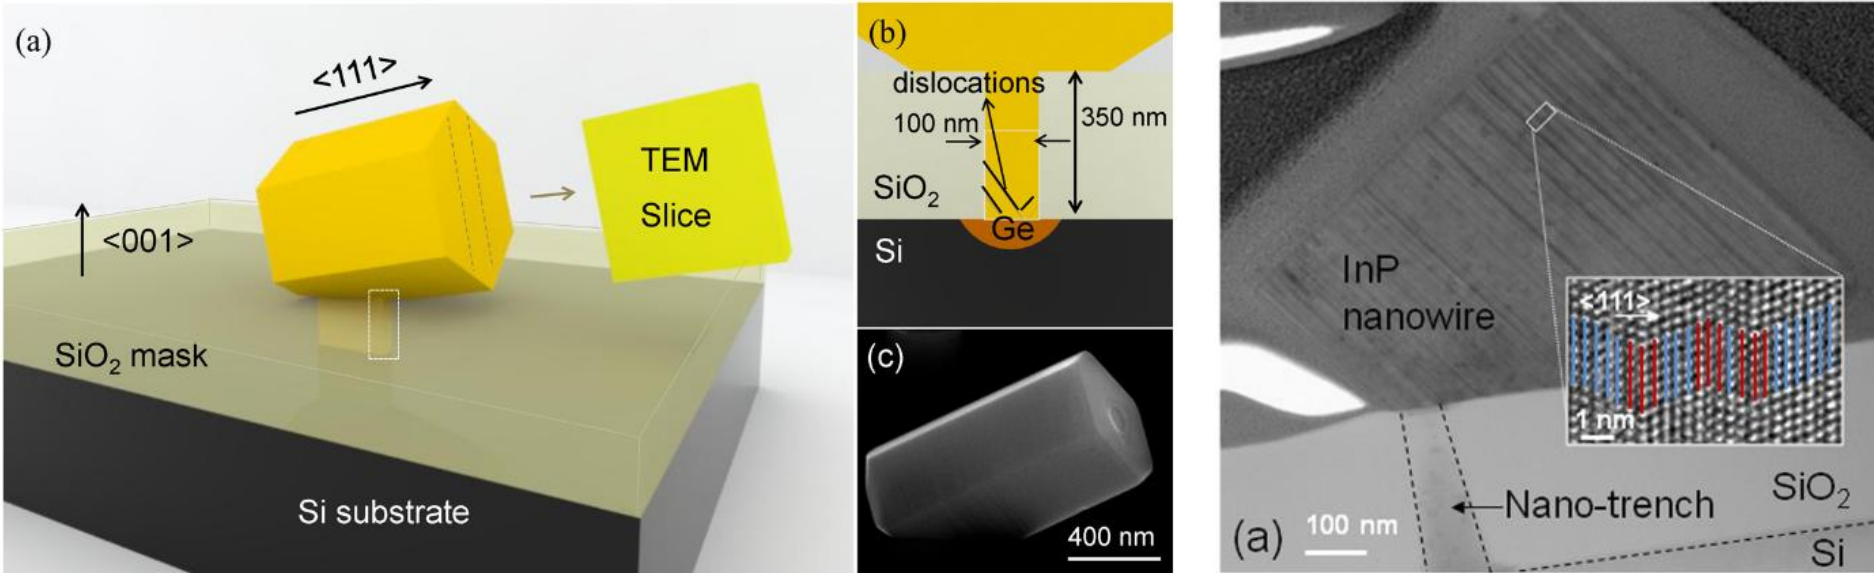 (a)
<111>
TEM
Slice
<001>
SiO2 mask
Si substrate
(b)
dislocations
100 nm
350 nm
SiO2
Ge
Si
(c)
400 nm
InP
nanowire
<111>
1 nm
Nano-trench
SiO2
(a)
100 nm
Si